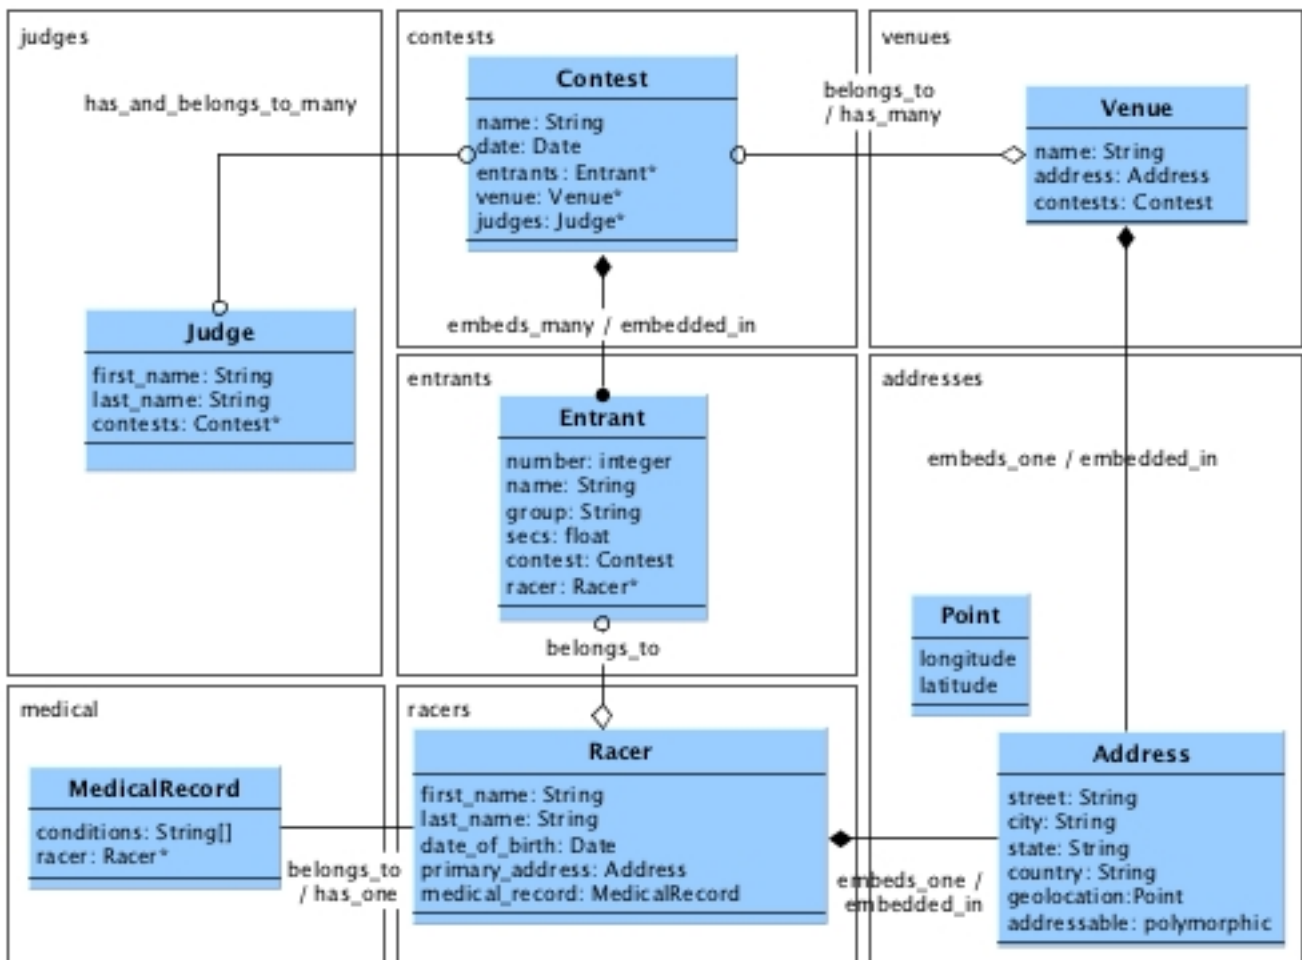 judges
has_and_belongs_to_many
Judge
first_name: String
last_name: String
contests: Contest*
contests
Contest
name: String
date: Date
entrants: Entrant*
venue: Venue*
judges: Judge*
embeds_many / embedded_in
belongs_to
/ has_many
venues
Venue
name: String
address: Address
contests: Contest
entrants
Entrant
number: integer
name: String
group: String
secs: float
contest: Contest
racer: Racer*
belongs_to
addresses
embeds_one / embedded_in
Point
longitude
latitude
Address
street: String
city: String
state: String
country: String
geolocation:Point
addressable: polymorphic
medical
MedicalRecord
conditions: String[]
racer: Racer*
belongs_to
/ has_one
racers
Racer
first_name: String
last_name: String
date_of_birth: Date
primary_address: Address
medical_record: MedicalRecord
embeds_one /
embedded_in